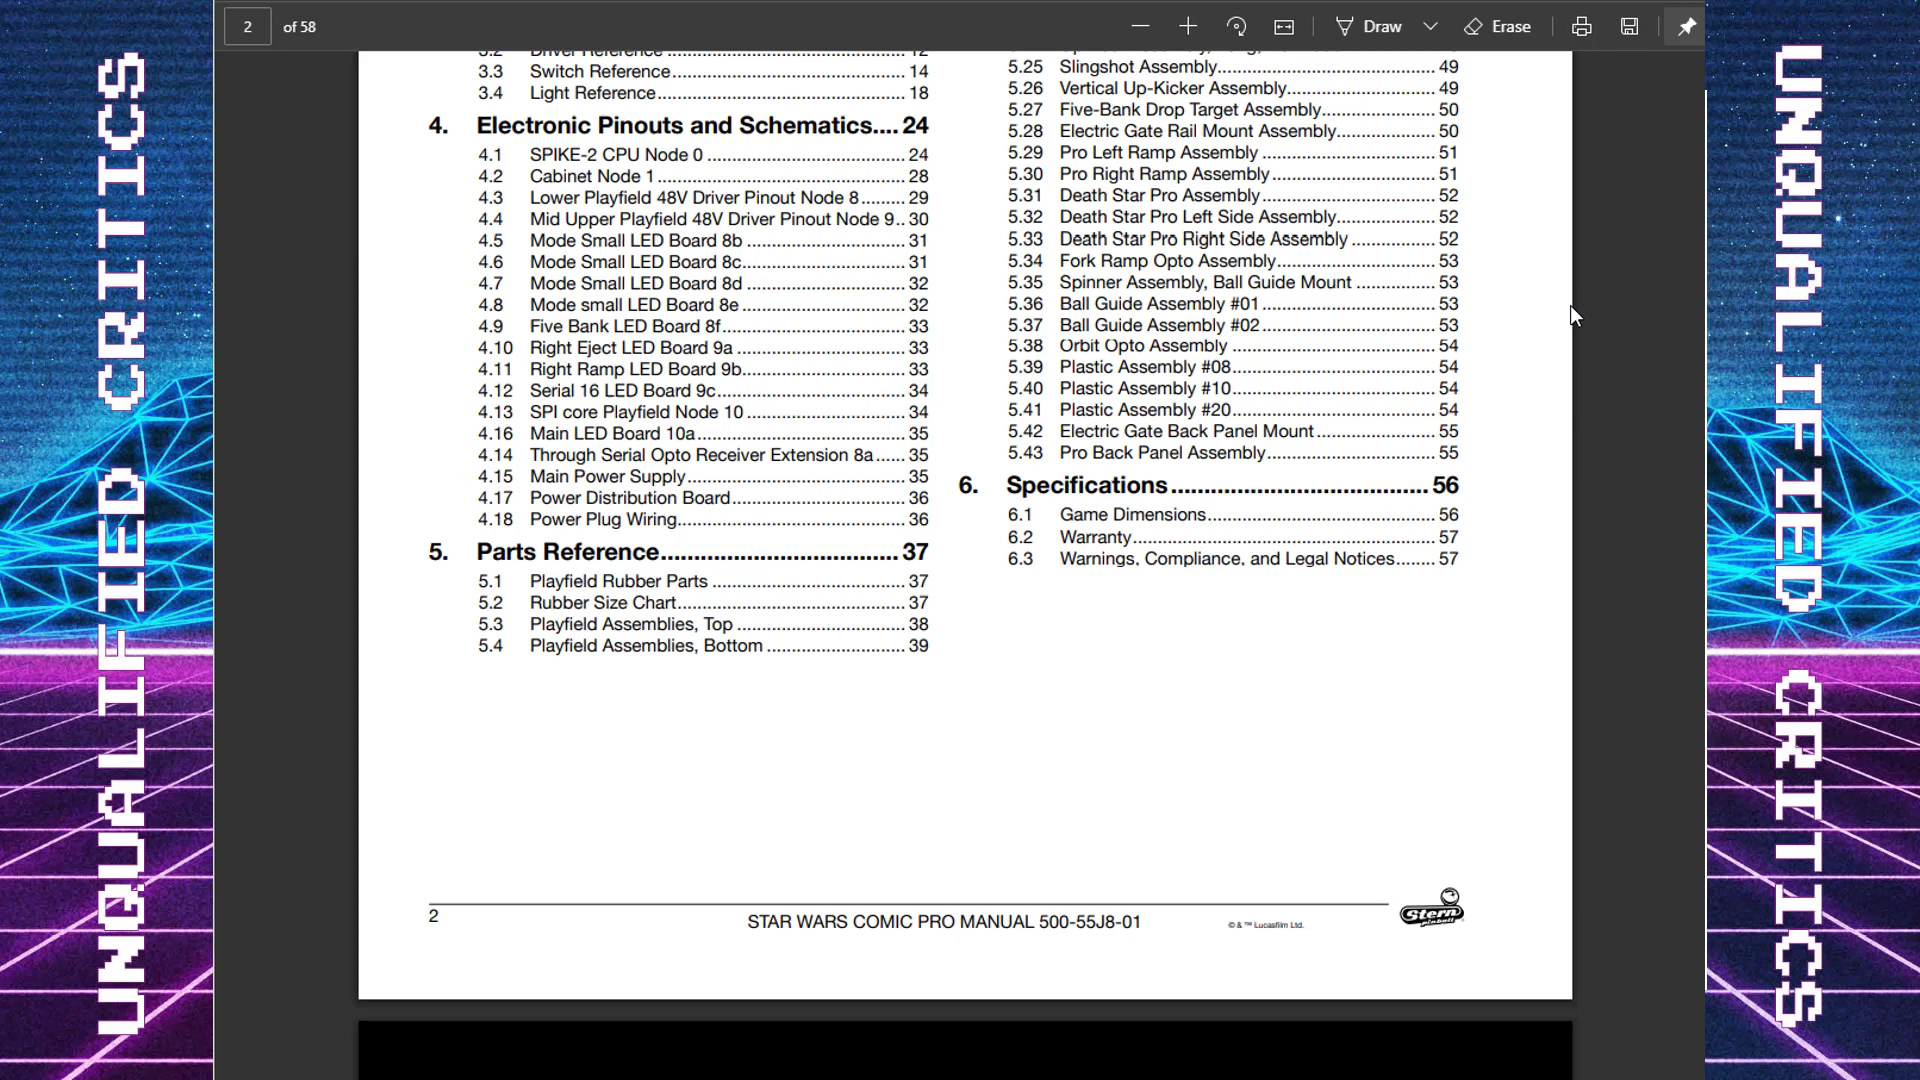 2 of 58
Draw
Erase
UNQUALIFIED CRITICS
3.2 Driver Reference ................................................ 12
3.3 Switch Reference ............................................... 14
3.4 Light Reference .................................................. 18
4. Electronic Pinouts and Schematics.... 24
4.1 SPIKE-2 CPU Node 0 ........................................ 24
4.2 Cabinet Node 1 .................................................. 28
4.3 Lower Playfield 48V Driver Pinout Node 8 ......... 29
4.4 Mid Upper Playfield 48V Driver Pinout Node 9 .. 30
4.5 Mode Small LED Board 8b ................................ 31
4.6 Mode Small LED Board 8c................................. 31
4.7 Mode Small LED Board 8d ................................ 32
4.8 Mode small LED Board 8e ................................. 32
4.9 Five Bank LED Board 8f..................................... 33
4.10 Right Eject LED Board 9a .................................. 33
4.11 Right Ramp LED Board 9b................................. 33
4.12 Serial 16 LED Board 9c...................................... 34
4.13 SPI core Playfield Node 10 ................................ 34
4.16 Main LED Board 10a.......................................... 35
4.14 Through Serial Opto Receiver Extension 8a ...... 35
4.15 Main Power Supply............................................ 35
4.17 Power Distribution Board................................... 36
4.18 Power Plug Wiring.............................................. 36
5. Parts Reference.................................... 37
5.1 Playfield Rubber Parts ....................................... 37
5.2 Rubber Size Chart.............................................. 37
5.3 Playfield Assemblies, Top .................................. 38
5.4 Playfield Assemblies, Bottom ............................ 39
5.25 Slingshot Assembly............................................ 49
5.26 Vertical Up-Kicker Assembly.............................. 49
5.27 Five-Bank Drop Target Assembly....................... 50
5.28 Electric Gate Rail Mount Assembly.................... 50
5.29 Pro Left Ramp Assembly ................................... 51
5.30 Pro Right Ramp Assembly ................................. 51
5.31 Death Star Pro Assembly ................................... 52
5.32 Death Star Pro Left Side Assembly.................... 52
5.33 Death Star Pro Right Side Assembly ................. 52
5.34 Fork Ramp Opto Assembly................................ 53
5.35 Spinner Assembly, Ball Guide Mount ................ 53
5.36 Ball Guide Assembly #01 ................................... 53
5.37 Ball Guide Assembly #02 ................................... 53
5.38 Orbit Opto Assembly ......................................... 54
5.39 Plastic Assembly #08......................................... 54
5.40 Plastic Assembly #10......................................... 54
5.41 Plastic Assembly #20......................................... 54
5.42 Electric Gate Back Panel Mount ........................ 55
5.43 Pro Back Panel Assembly.................................. 55
6. Specifications....................................... 56
6.1 Game Dimensions.............................................. 56
6.2 Warranty............................................................. 57
6.3 Warnings, Compliance, and Legal Notices........ 57
2
STAR WARS COMIC PRO MANUAL 500-55J8-01
© & ™ Lucasfilm Ltd.
Stern
pinball
UNQUALIFIED CRITICS